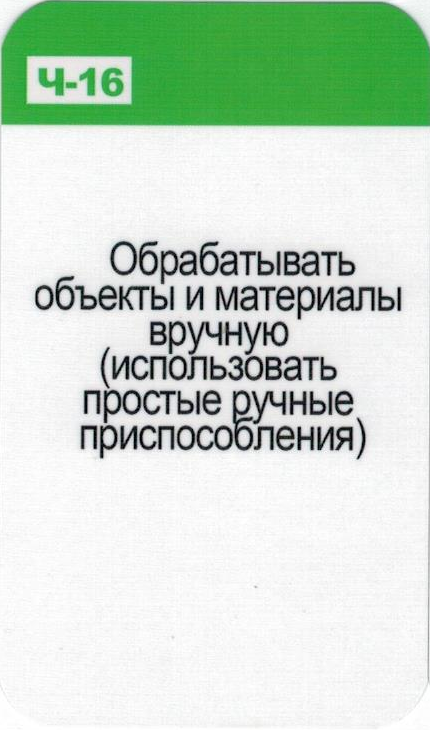 Ч-16
Обрабатывать
объекты и материалы
вручную
(использовать
простые ручные
приспособления)